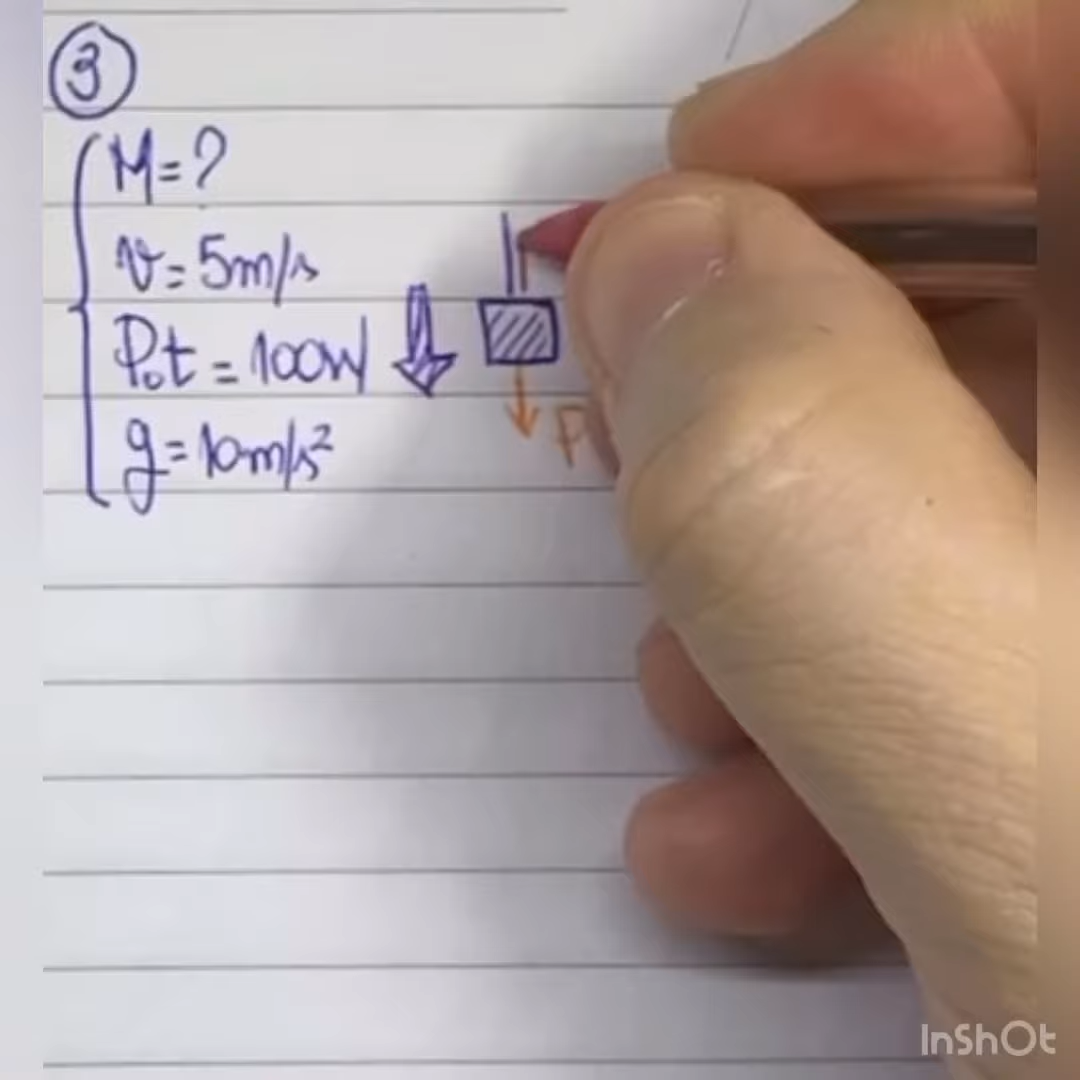 3
M = ?
v = 5m/s
Pot = 100W
g = 10m/s²
P
InShOt